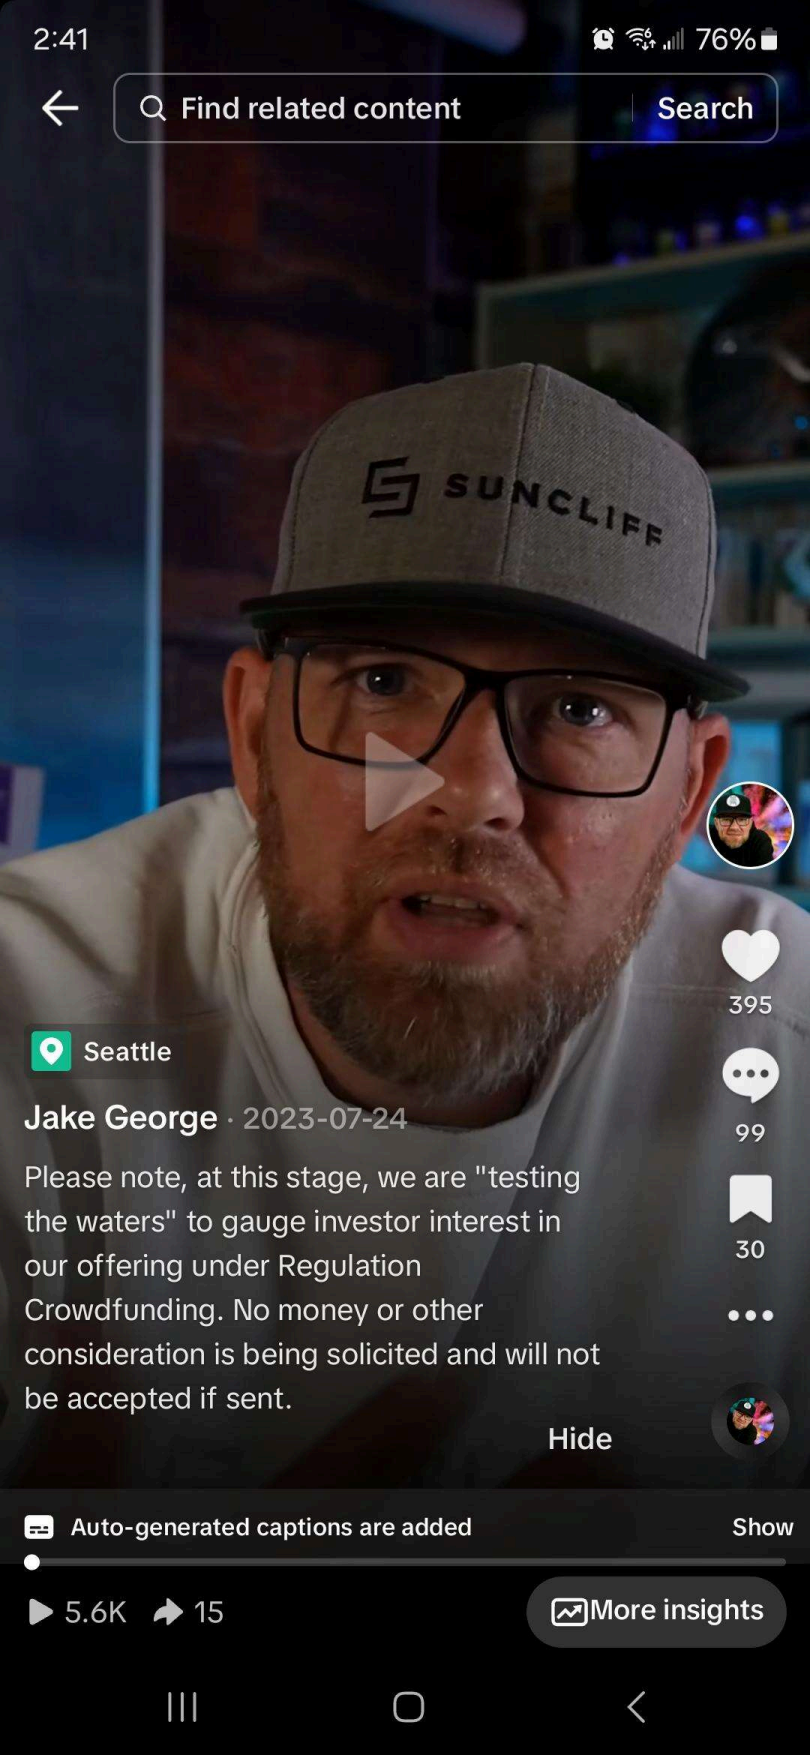 2:41
76%
Find related content
Search
SUNCLIFF
395
99
30
Seattle
Jake George · 2023-07-24
Please note, at this stage, we are "testing
the waters" to gauge investor interest in
our offering under Regulation
Crowdfunding. No money or other
consideration is being solicited and will not
be accepted if sent.
Hide
Auto-generated captions are added
Show
5.6K
15
More insights